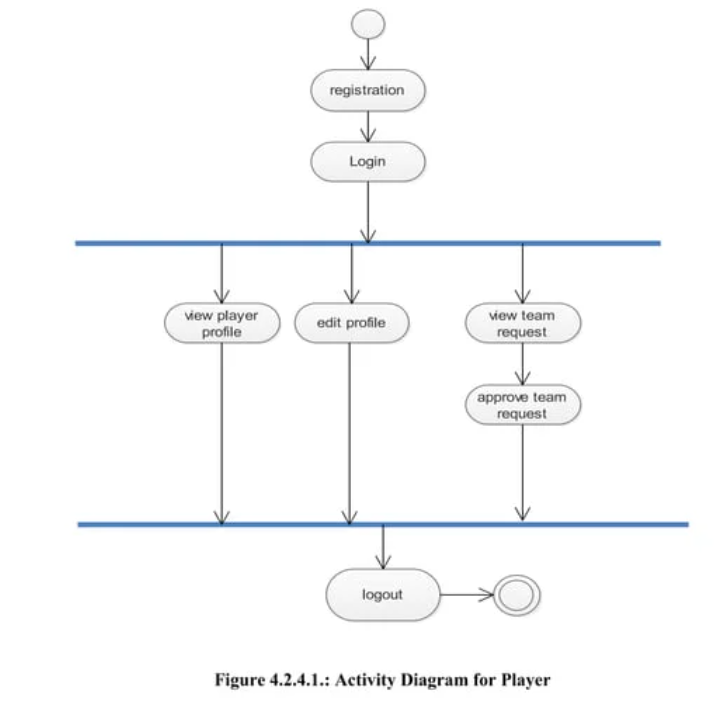 registration
Login
view player
profile
edit profile
view team
request
approve team
request
logout
Figure 4.2.4.1.: Activity Diagram for Player